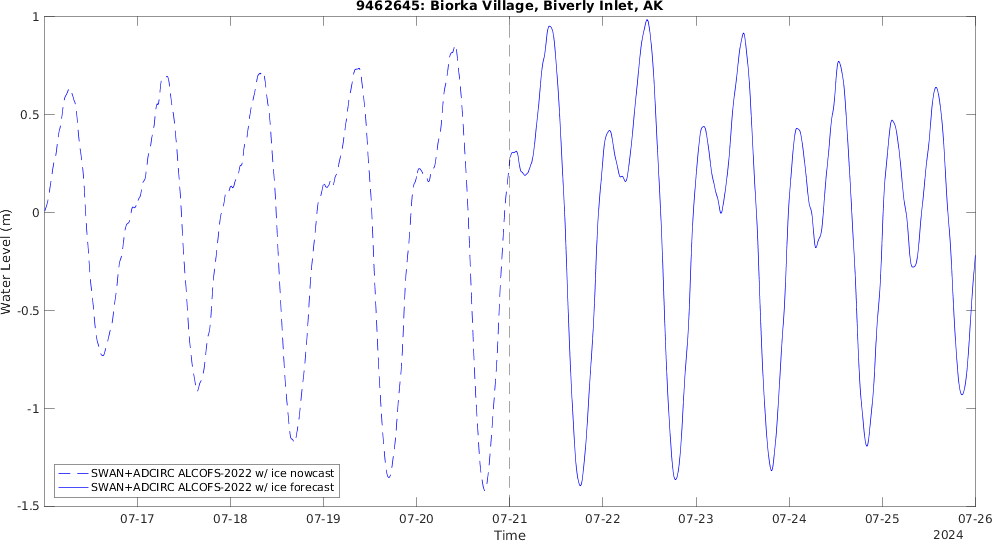 9462645: Biorka Village, Biverly Inlet, AK
Water Level (m)
1
0.5
0
-0.5
-1
-1.5
SWAN+ADCIRC ALCOFS-2022 w/ ice nowcast
SWAN+ADCIRC ALCOFS-2022 w/ ice forecast
07-17 07-18 07-19 07-20 07-21 07-22 07-23 07-24 07-25 07-26
Time
2024